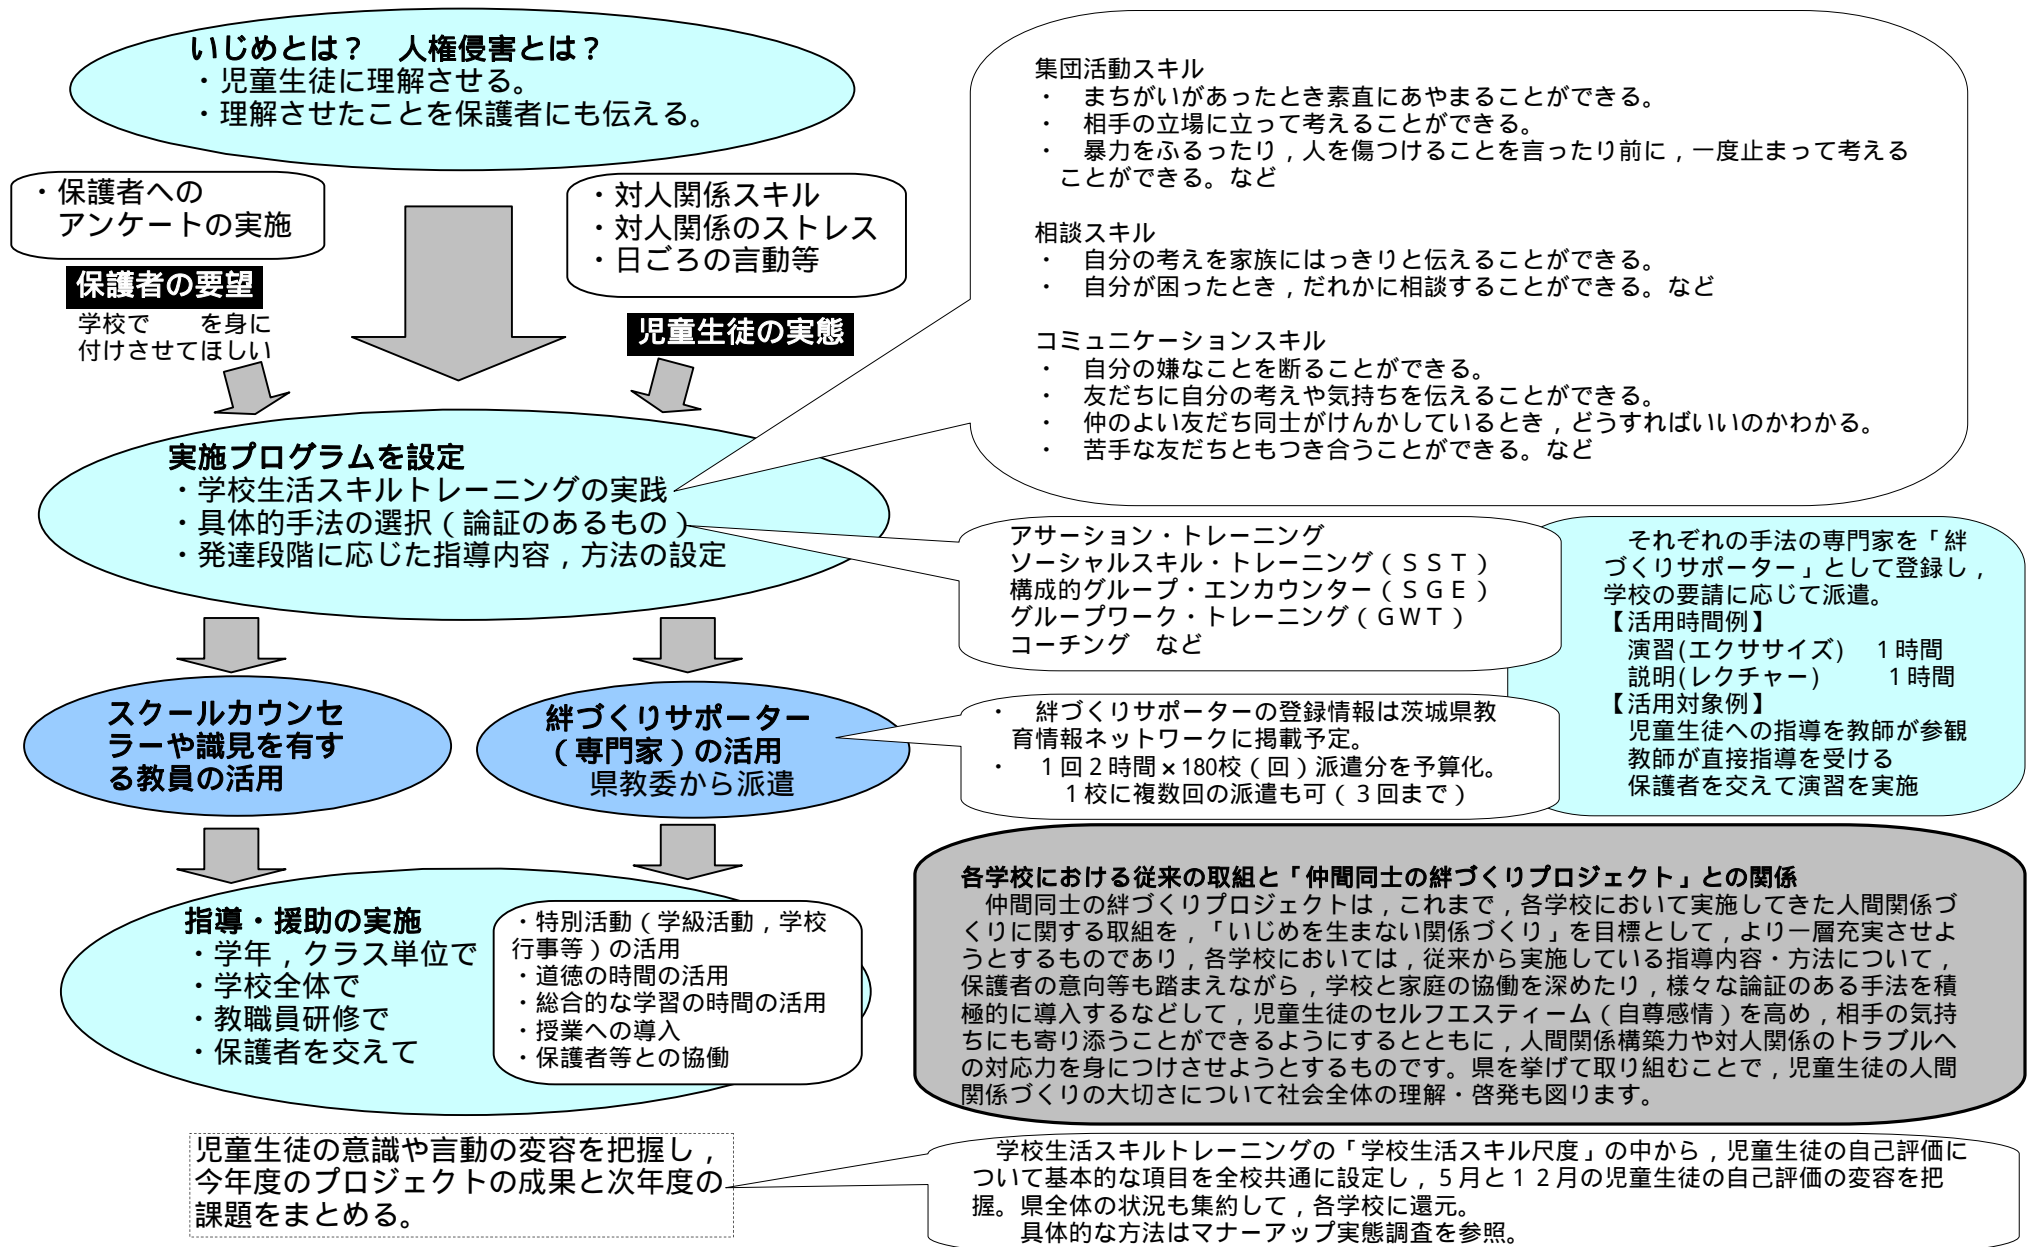 いじめとは？　人権侵害とは？
・児童生徒に理解させる。
・理解させたことを保護者にも伝える。
・保護者への
アンケートの実施
保護者の要望
学校で　　を身に
付けさせてほしい
・対人関係スキル
・対人関係のストレス
・日ごろの言動等
児童生徒の実態
集団活動スキル
・　まちがいがあったとき素直にあやまることができる。
・　相手の立場に立って考えることができる。
・　暴力をふるったり，人を傷つけることを言ったり前に，一度止まって考える
ことができる。など
相談スキル
・　自分の考えを家族にはっきりと伝えることができる。
・　自分が困ったとき，だれかに相談することができる。など
コミュニケーションスキル
・　自分の嫌なことを断ることができる。
・　友だちに自分の考えや気持ちを伝えることができる。
・　仲のよい友だち同士がけんかしているとき，どうすればいいのかわかる。
・　苦手な友だちともつき合うことができる。など
実施プログラムを設定
・学校生活スキルトレーニングの実践
・具体的手法の選択（論証のあるもの）
・発達段階に応じた指導内容，方法の設定
アサーション・トレーニング
ソーシャルスキル・トレーニング（ＳＳＴ）
構成的グループ・エンカウンター（ＳＧＥ）
グループワーク・トレーニング（ＧＷＴ）
コーチング　など
それぞれの手法の専門家を「絆
づくりサポーター」として登録し，
学校の要請に応じて派遣。
【活用時間例】
演習(エクササイズ)　１時間
説明(レクチャー)　　１時間
【活用対象例】
児童生徒への指導を教師が参観
教師が直接指導を受ける
保護者を交えて演習を実施
スクールカウンセ
ラーや識見を有す
る教員の活用
絆づくりサポーター
（専門家）の活用
県教委から派遣
・　絆づくりサポーターの登録情報は茨城県教
育情報ネットワークに掲載予定。
・　１回２時間×180校（回）派遣分を予算化。
１校に複数回の派遣も可（３回まで）
指導・援助の実施
・学年，クラス単位で
・学校全体で
・教職員研修で
・保護者を交えて
・特別活動（学級活動，学校
行事等）の活用
・道徳の時間の活用
・総合的な学習の時間の活用
・授業への導入
・保護者等との協働
各学校における従来の取組と「仲間同士の絆づくりプロジェクト」との関係
仲間同士の絆づくりプロジェクトは，これまで，各学校において実施してきた人間関係づ
くりに関する取組を，「いじめを生まない関係づくり」を目標として，より一層充実させよ
うとするものであり，各学校においては，従来から実施している指導内容・方法について，
保護者の意向等も踏まえながら，学校と家庭の協働を深めたり，様々な論証のある手法を積
極的に導入するなどして，児童生徒のセルフエスティーム（自尊感情）を高め，相手の気持
ちにも寄り添うことができるようにするとともに，人間関係構築力や対人関係のトラブルへ
の対応力を身につけさせようとするものです。県を挙げて取り組むことで，児童生徒の人間
関係づくりの大切さについて社会全体の理解・啓発も図ります。
児童生徒の意識や言動の変容を把握し，
今年度のプロジェクトの成果と次年度の
課題をまとめる。
学校生活スキルトレーニングの「学校生活スキル尺度」の中から，児童生徒の自己評価に
ついて基本的な項目を全校共通に設定し，５月と１２月の児童生徒の自己評価の変容を把
握。県全体の状況も集約して，各学校に還元。
具体的な方法はマナーアップ実態調査を参照。